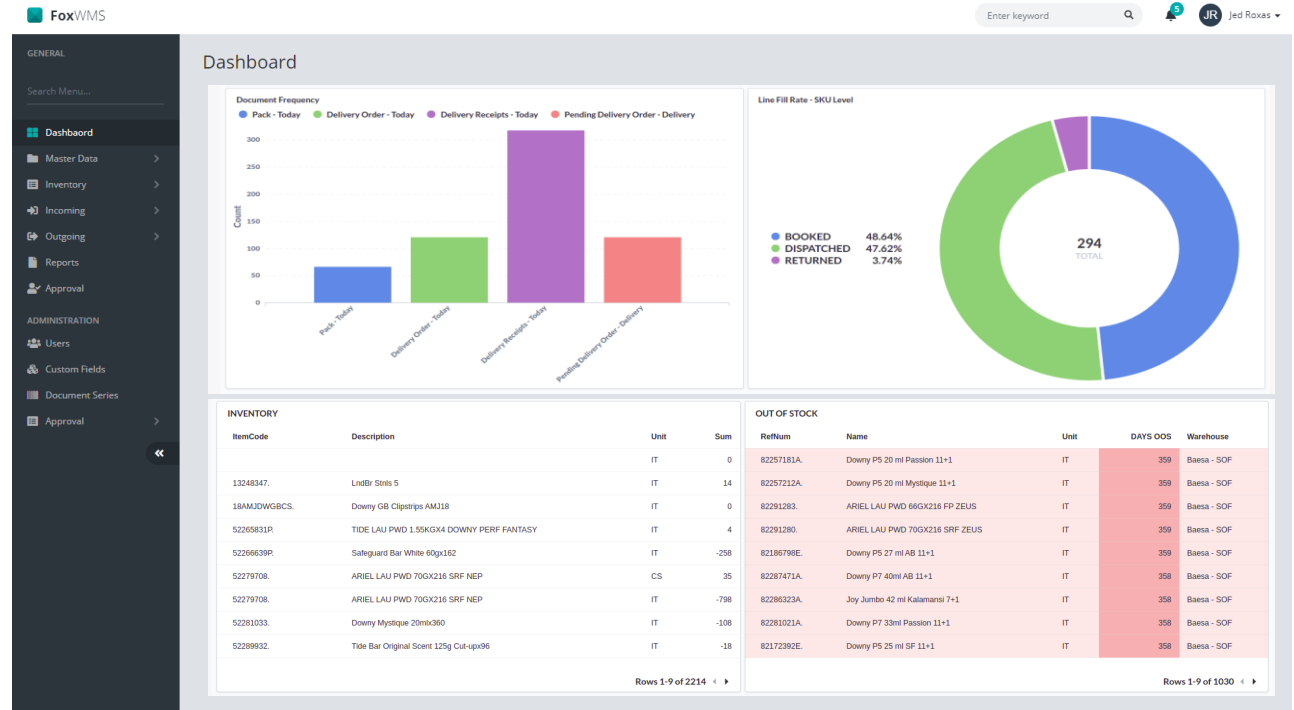 FoxWMS
Enter keyword
5
JR
Jed Roxas
GENERAL
Search Menu...
Dashbaord
Master Data
Inventory
Incoming
Outgoing
Reports
Approval
ADMINISTRATION
Users
Custom Fields
Document Series
Approval
Dashboard
Document Frequency
Pack - Today Delivery Order - Today Delivery Receipts - Today Pending Delivery Order - Delivery
300
250
200
150
100
50
0
Count
Pack - Today
Delivery Order - Today
Delivery Receipts - Today
Pending Delivery Order - Delivery
Line Fill Rate - SKU Level
BOOKED 48.64%
DISPATCHED 47.62%
RETURNED 3.74%
294
TOTAL
INVENTORY
ItemCode Description Unit Sum
IT 0
13248347. LndBr Stnls 5 IT 14
18AMJDWGBCS. Downy GB Clipstrips AMJ18 IT 0
52265831P. TIDE LAU PWD 1.55KGX4 DOWNY PERF FANTASY IT 4
52266639P. Safeguard Bar White 60gx162 IT -258
52279708. ARIEL LAU PWD 70GX216 SRF NEP CS 35
52279708. ARIEL LAU PWD 70GX216 SRF NEP IT -798
52281033. Downy Mystique 20mlx360 IT -108
52289932. Tide Bar Original Scent 125g Cut-upx96 IT -18
Rows 1-9 of 2214
OUT OF STOCK
RefNum Name Unit DAYS OOS Warehouse
82257181A. Downy P5 20 ml Passion 11+1 IT 359 Baesa - SOF
82257212A. Downy P5 20 ml Mystique 11+1 IT 359 Baesa - SOF
82291283. ARIEL LAU PWD 66GX216 FP ZEUS IT 359 Baesa - SOF
82291280. ARIEL LAU PWD 70GX216 SRF ZEUS IT 359 Baesa - SOF
82186798E. Downy P5 27 ml AB 11+1 IT 359 Baesa - SOF
82287471A. Downy P7 40ml AB 11+1 IT 358 Baesa - SOF
82286323A. Joy Jumbo 42 ml Kalamansi 7+1 IT 358 Baesa - SOF
82281021A. Downy P7 33ml Passion 11+1 IT 358 Baesa - SOF
82172392E. Downy P5 25 ml SF 11+1 IT 358 Baesa - SOF
Rows 1-9 of 1030